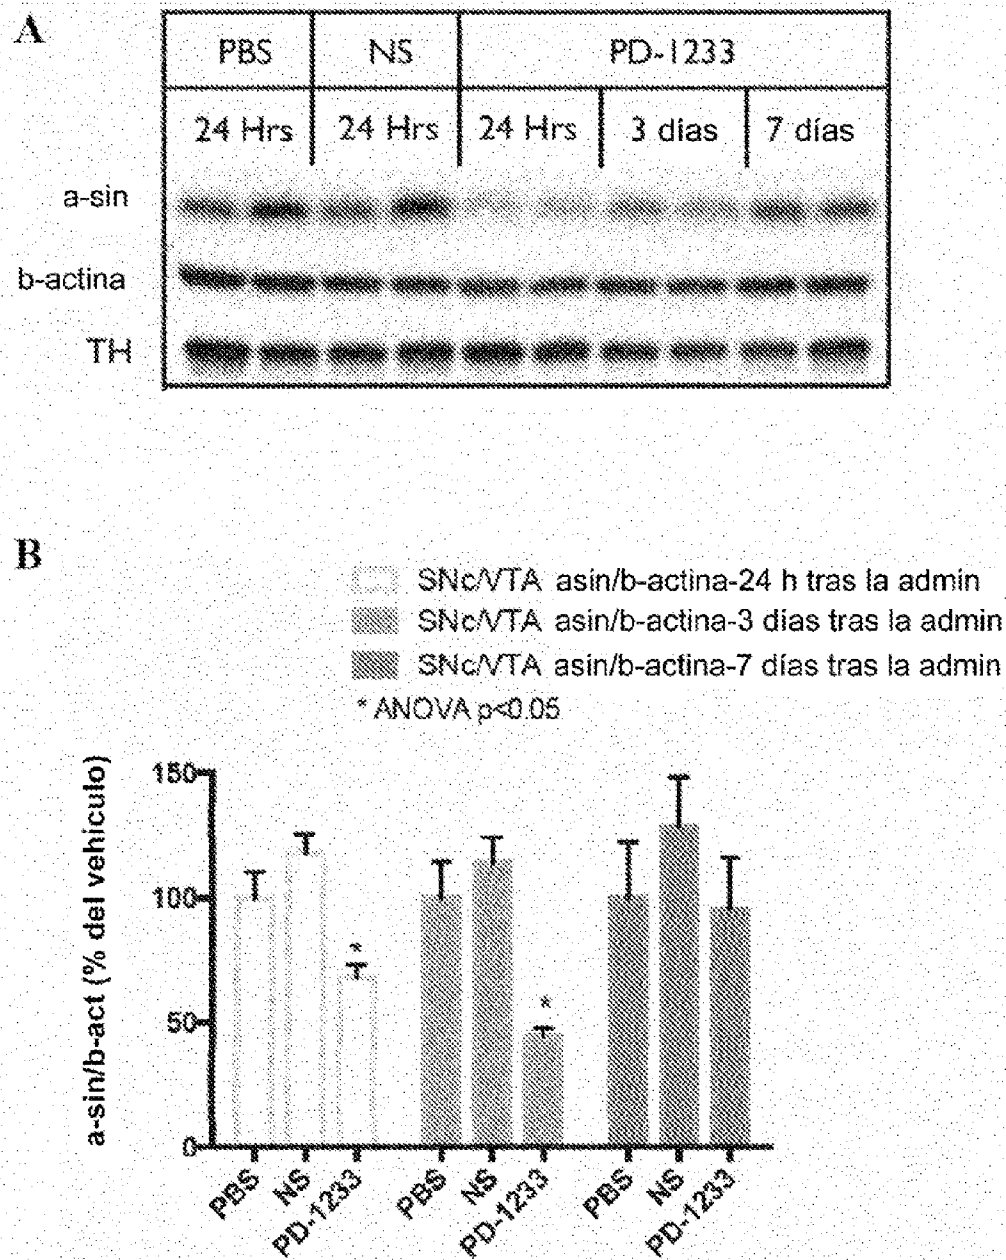 A
PBS NS PD-1233
24 Hrs 24 Hrs 24 Hrs 3 días 7 días
a-sin
b-actina
TH
B
SNc/VTA asin/b-actina-24 h tras la admin
SNc/VTA asin/b-actina-3 días tras la admin
SNc/VTA asin/b-actina-7 días tras la admin
* ANOVA p<0.05
a-sin/b-act (% del vehículo)
150
100
50
0
*
*
PBS NS PD-1233 PBS NS PD-1233 PBS NS PD-1233